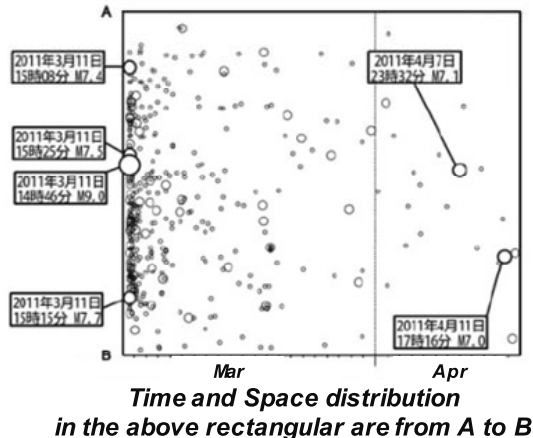 A
2011年3月11日
15時08分 M7.4
2011年4月7日
23時32分 M7.1
2011年3月11日
15時25分 M7.5
2011年3月11日
14時46分 M9.0
2011年3月11日
15時15分 M7.7
2011年4月11日
17時16分 M7.0
B
Mar
Apr
Time and Space distribution
in the above rectangular are from A to B